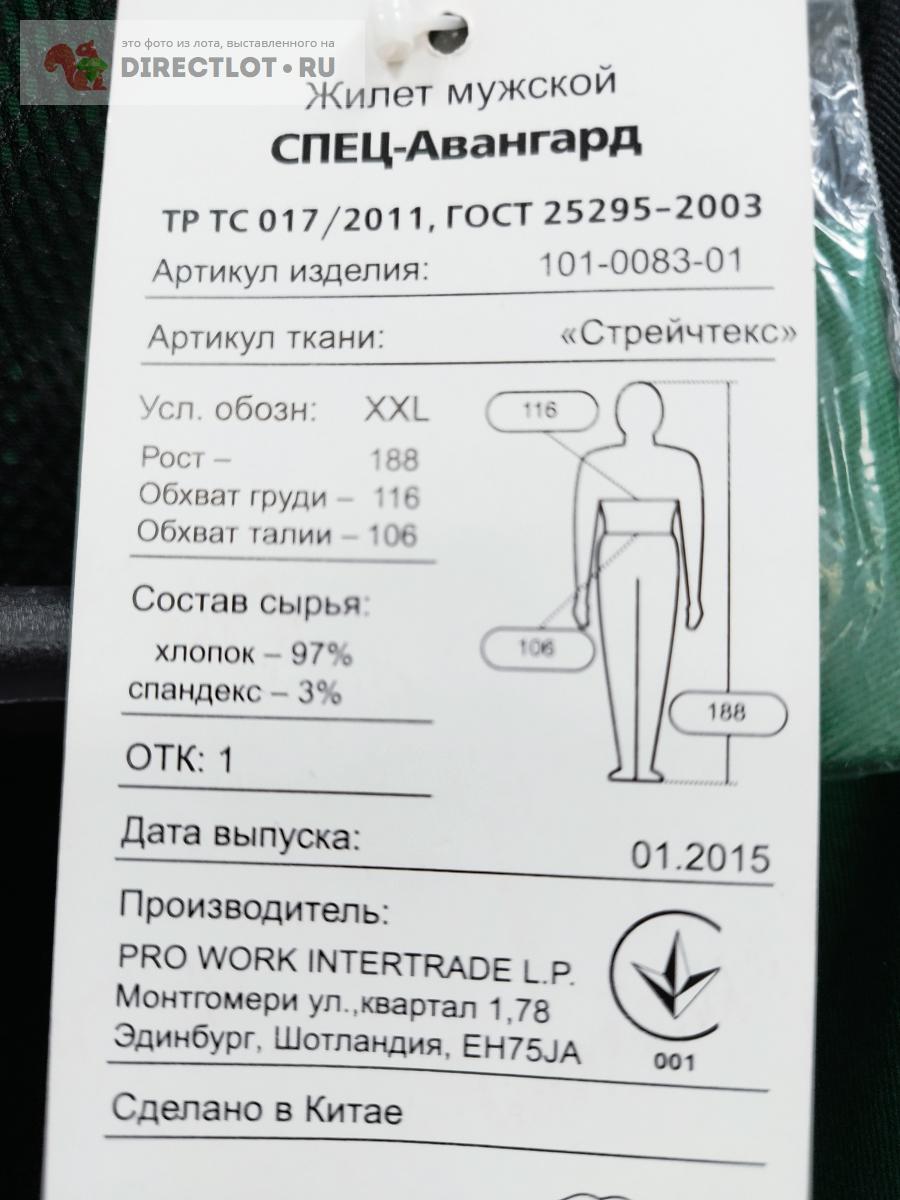 это фото из лота, выставленного на
DIRECTLOT.RU
Жилет мужской
СПЕЦ-Авангард
ТР ТС 017/2011, ГОСТ 25295-2003
Артикул изделия: 101-0083-01
Артикул ткани: «Стрейчтекс»
Усл. обозн: XXL
Рост – 188
Обхват груди – 116
Обхват талии – 106
116
106
188
Состав сырья:
хлопок – 97%
спандекс – 3%
ОТК: 1
Дата выпуска: 01.2015
Производитель:
PRO WORK INTERTRADE L.P.
Монтгомери ул.,квартал 1,78
Эдинбург, Шотландия, EH75JA
001
Сделано в Китае